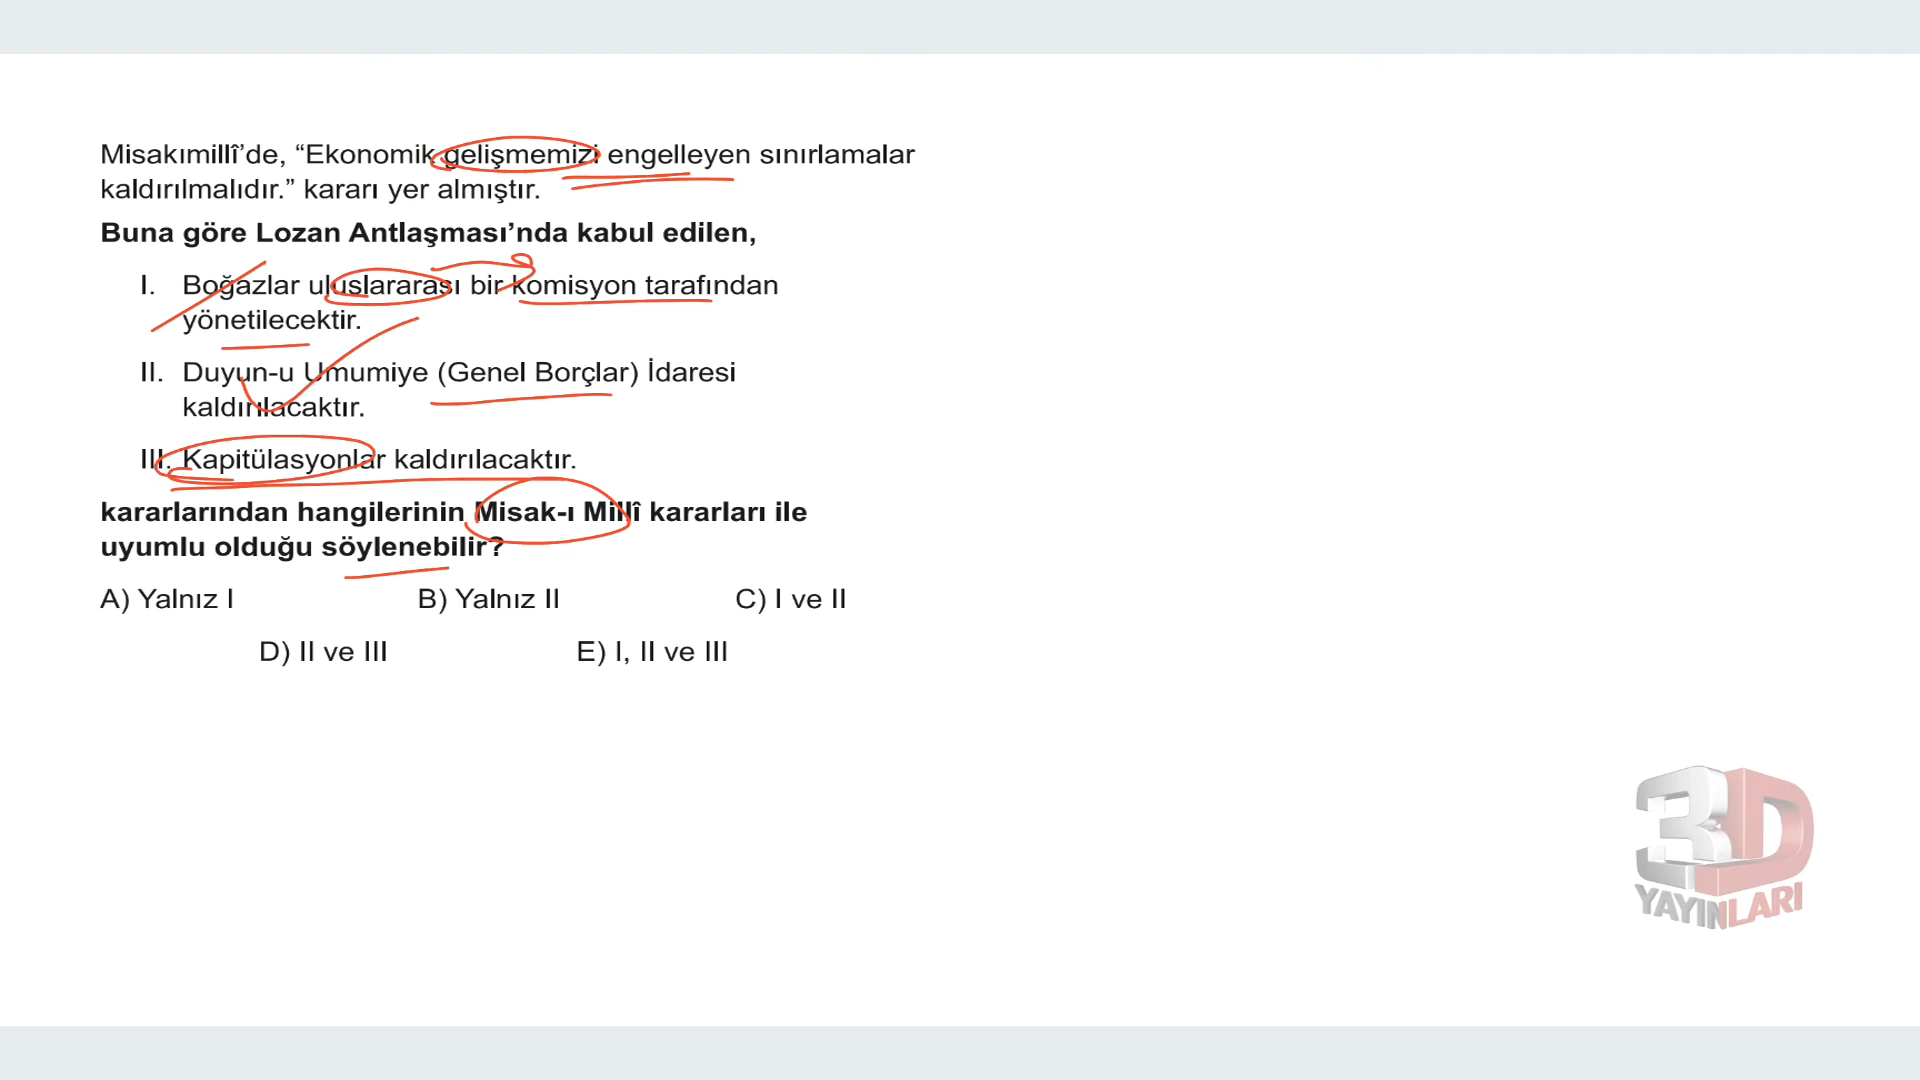 Misakımillî’de, “Ekonomik gelişmemizi engelleyen sınırlamalar
kaldırılmalıdır.” kararı yer almıştır.
Buna göre Lozan Antlaşması’nda kabul edilen,
I. Boğazlar uluslararası bir komisyon tarafından
yönetilecektir.
II. Duyun-u Umumiye (Genel Borçlar) İdaresi
kaldırılacaktır.
III. Kapitülasyonlar kaldırılacaktır.
kararlarından hangilerinin Misak-ı Millî kararları ile
uyumlu olduğu söylenebilir?
A) Yalnız I B) Yalnız II C) I ve II
D) II ve III E) I, II ve III
3D
YAYINLARI